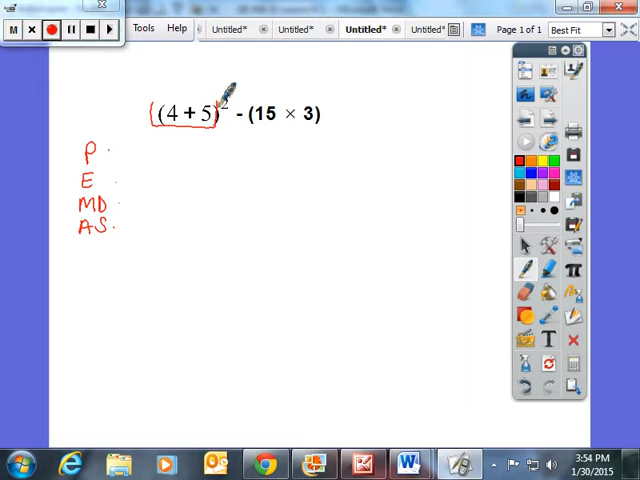 M X
Tools Help Untitled* Untitled* Untitled* Untitled* Page 1 of 1 Best Fit
(4 + 5)² - (15 × 3)
P
E
MD
AS
T
3:54 PM
1/30/2015